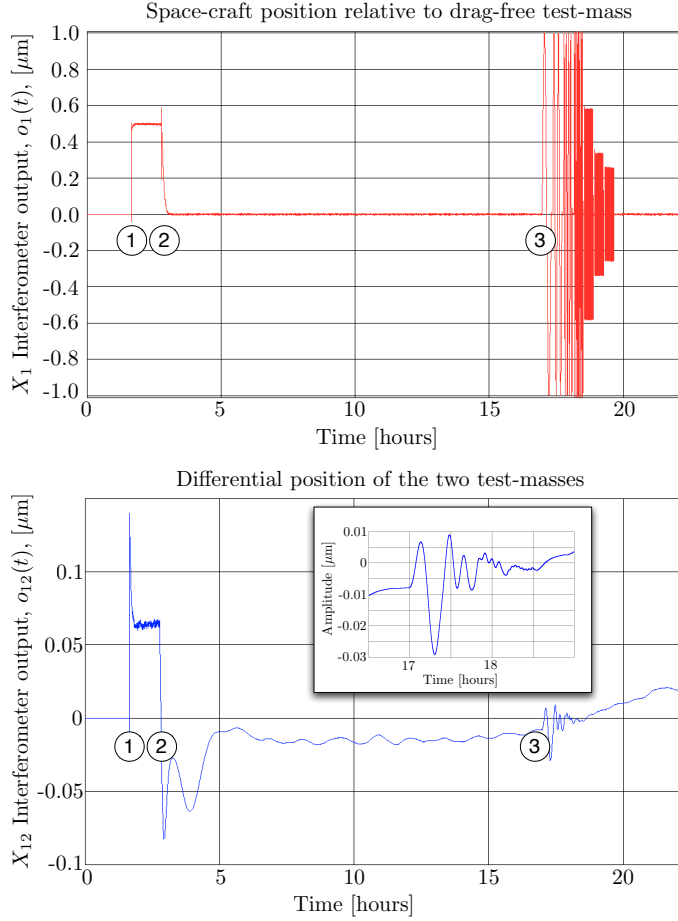 Space-craft position relative to drag-free test-mass
X₁ Interferometer output, o₁(t), [μm]
1.0
0.8
0.6
0.4
0.2
0.0
-0.2
-0.4
-0.6
-0.8
-1.0
1 2 3
0 5 10 15 20
Time [hours]
Differential position of the two test-masses
X₁₂ Interferometer output, o₁₂(t), [μm]
0.1
0.05
0
-0.05
-0.1
Amplitude [μm]
0.01
0
-0.01
-0.02
-0.03
17 18
Time [hours]
1 2 3
0 5 10 15 20
Time [hours]